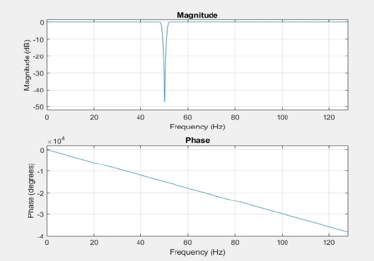 Magnitude
Magnitude (dB)
0
-10
-20
-30
-40
-50
0 20 40 60 80 100 120
Frequency (Hz)
×10⁴
Phase
Phase (degrees)
0
-1
-2
-3
-4
0 20 40 60 80 100 120
Frequency (Hz)